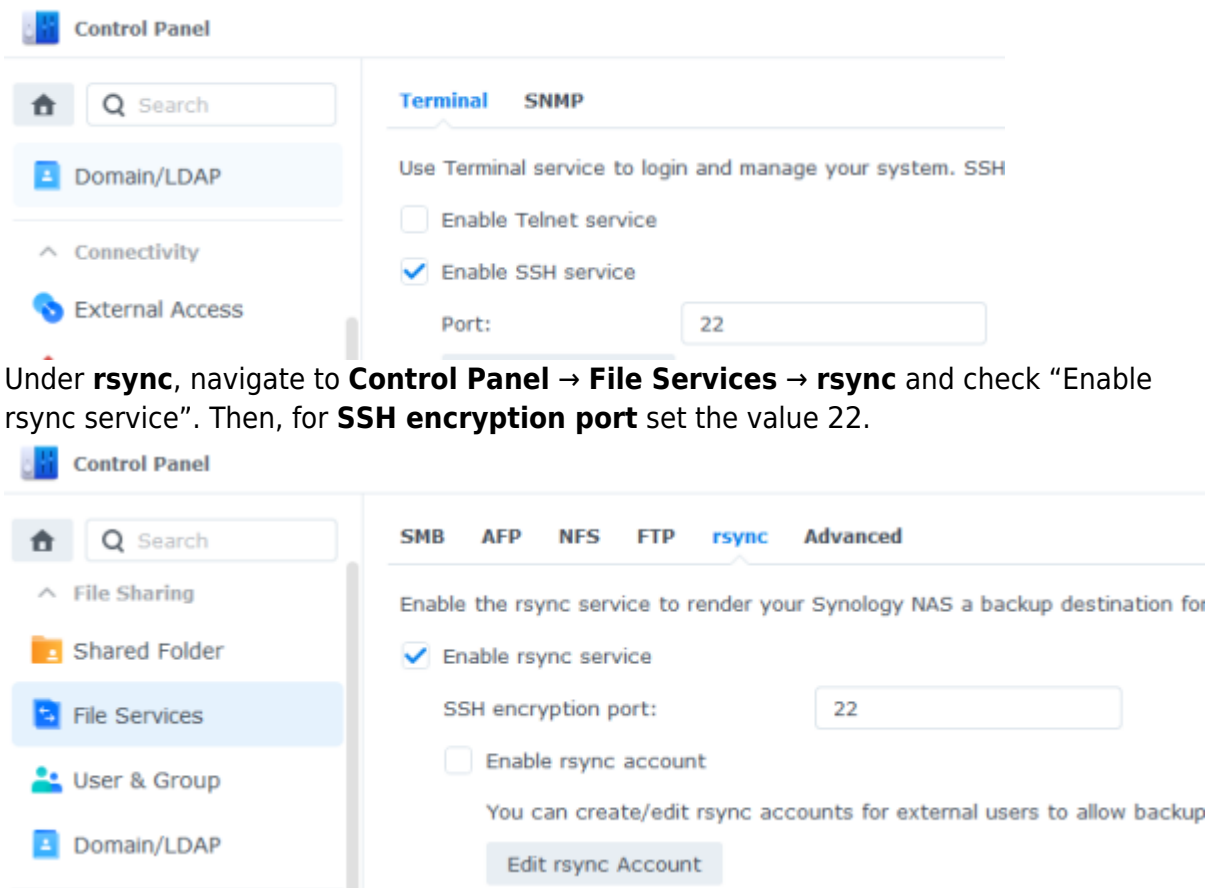 Control Panel
Search
Domain/LDAP
Connectivity
External Access
Terminal SNMP
Use Terminal service to login and manage your system. SSH
Enable Telnet service
Enable SSH service
Port: 22
Under rsync, navigate to Control Panel → File Services → rsync and check “Enable
rsync service”. Then, for SSH encryption port set the value 22.
Control Panel
Search
File Sharing
Shared Folder
File Services
User & Group
Domain/LDAP
SMB AFP NFS FTP rsync Advanced
Enable the rsync service to render your Synology NAS a backup destination for
Enable rsync service
SSH encryption port: 22
Enable rsync account
You can create/edit rsync accounts for external users to allow backup
Edit rsync Account